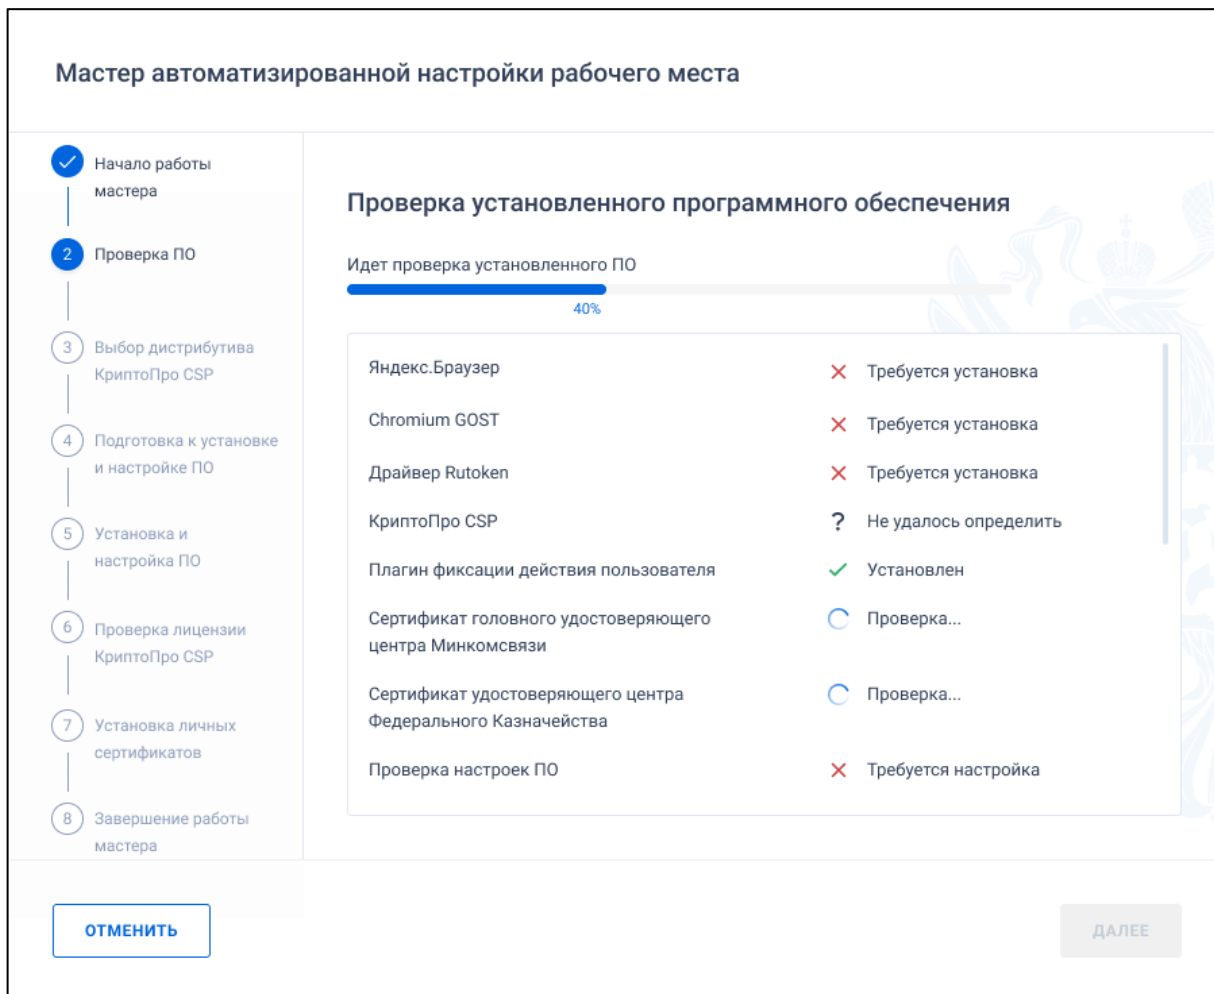 Мастер автоматизированной настройки рабочего места
Начало работы
мастера
2
Проверка ПО
3
Выбор дистрибутива
КриптоПро CSP
4
Подготовка к установке
и настройке ПО
5
Установка и
настройка ПО
6
Проверка лицензии
КриптоПро CSP
7
Установка личных
сертификатов
8
Завершение работы
мастера
Проверка установленного программного обеспечения
Идет проверка установленного ПО
40%
Яндекс.Браузер
Требуется установка
Chromium GOST
Требуется установка
Драйвер Rutoken
Требуется установка
КриптоПро CSP
? Не удалось определить
Плагин фиксации действия пользователя
Установлен
Сертификат головного удостоверяющего
центра Минкомсвязи
Проверка...
Сертификат удостоверяющего центра
Федерального Казначейства
Проверка...
Проверка настроек ПО
Требуется настройка
ОТМЕНИТЬ
ДАЛЕЕ